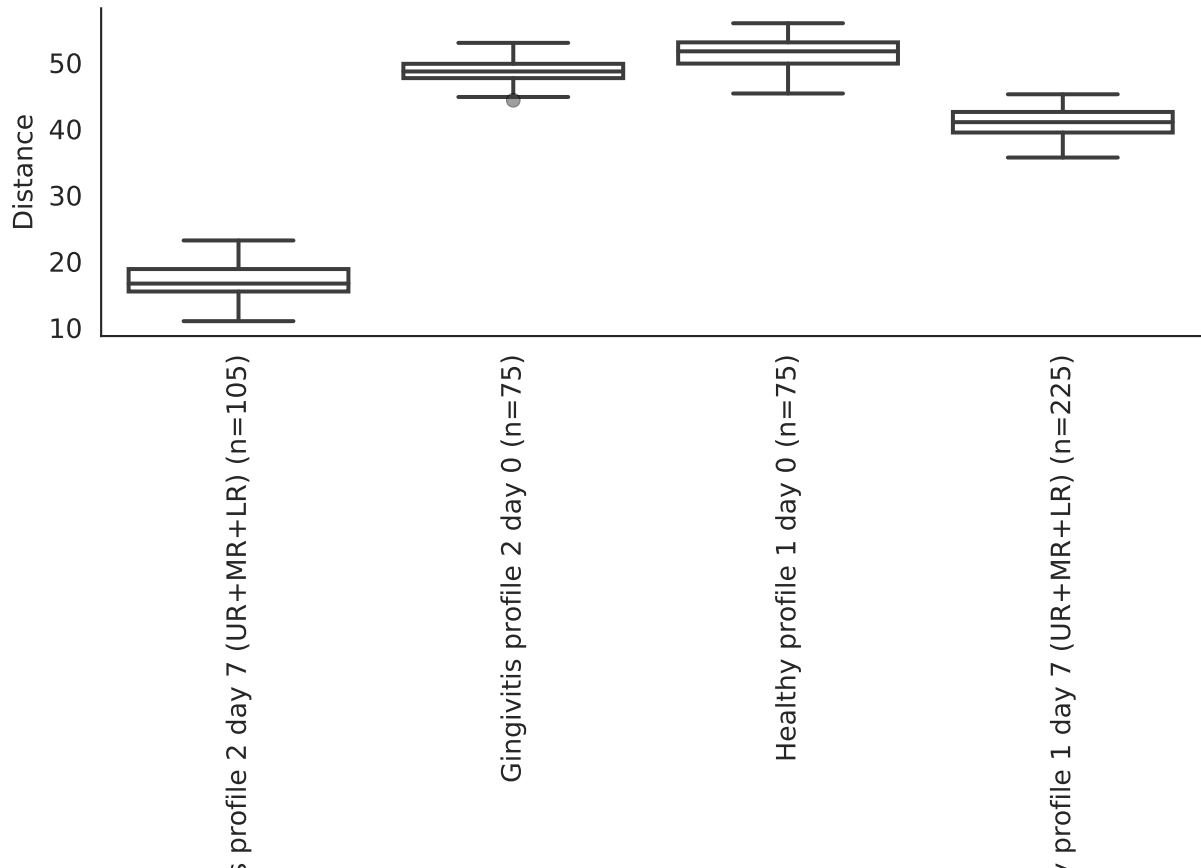 Distance
50
40
30
20
10
profile 2 day 7 (UR+MR+LR) (n=105)
Gingivitis profile 2 day 0 (n=75)
Healthy profile 1 day 0 (n=75)
profile 1 day 7 (UR+MR+LR) (n=225)